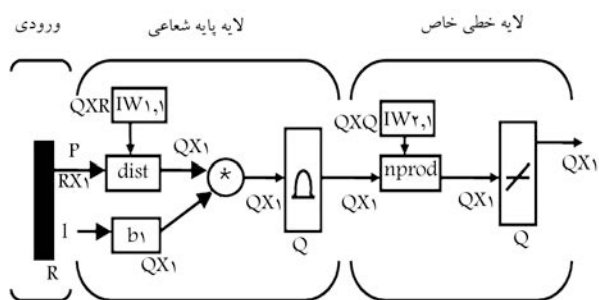 لایه خطی خاص
لایه پایه شعاعی
ورودی
QXR
IW۱,۱
QXQ
IW۲,۱
P
QX۱
RX۱
dist
*
nprod
QX۱
QX۱
QX۱
QX۱
QX۱
1
b۱
QX۱
R
Q
Q